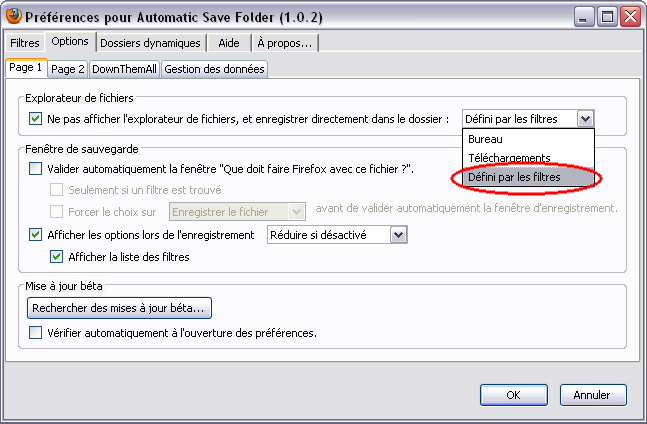 Préférences pour Automatic Save Folder (1.0.2)
Filtres Options Dossiers dynamiques Aide À propos...
Page 1 Page 2 DownThemAll Gestion des données
Explorateur de fichiers
Ne pas afficher l'explorateur de fichiers, et enregistrer directement dans le dossier : Défini par les filtres
Bureau
Téléchargements
Défini par les filtres
Fenêtre de sauvegarde
Valider automatiquement la fenêtre "Que doit faire Firefox avec ce fichier ?".
Seulement si un filtre est trouvé
Forcer le choix sur Enregistrer le fichier avant de valider automatiquement la fenêtre d'enregistrement.
Afficher les options lors de l'enregistrement Réduire si désactivé
Afficher la liste des filtres
Mise à jour béta
Rechercher des mises à jour béta...
Vérifier automatiquement à l'ouverture des préférences.
OK Annuler